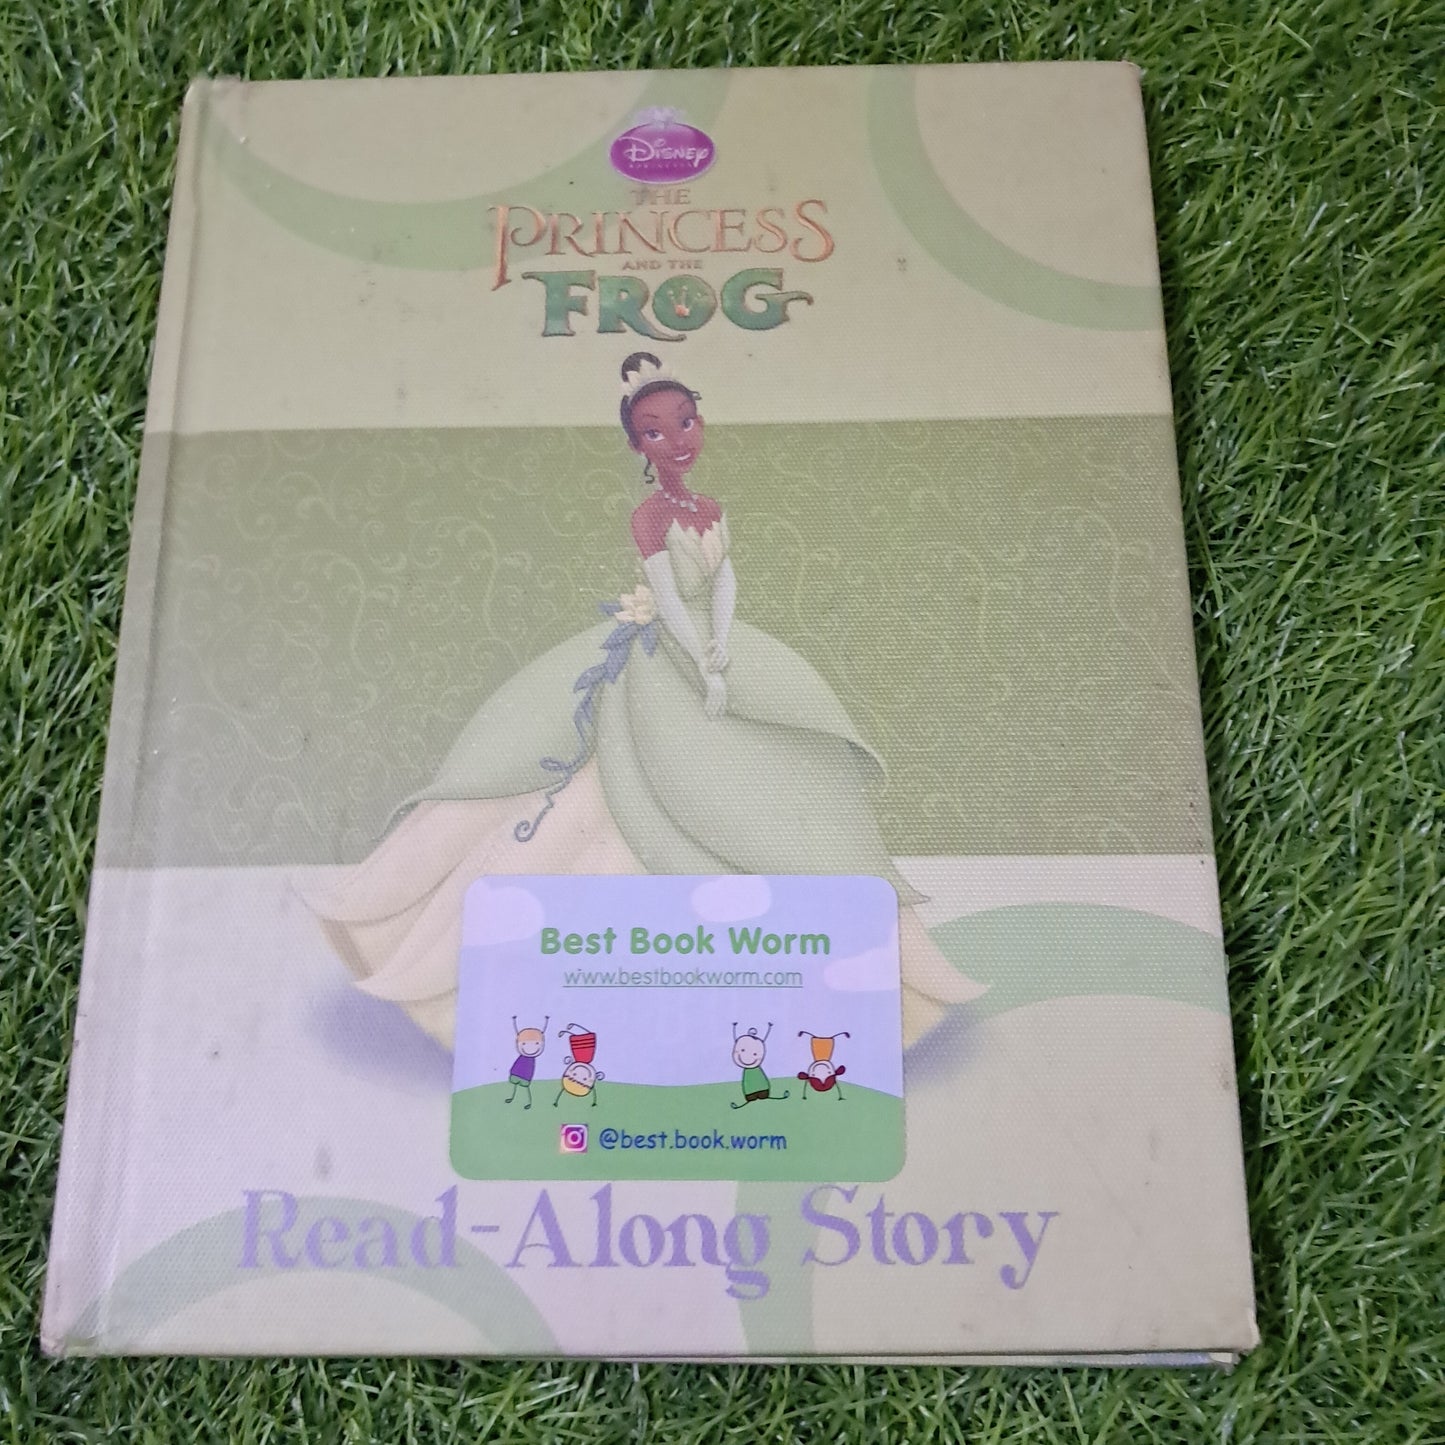 Disney
THE
PRINCESS
AND THE
FROG
Best Book Worm
www.bestbookworm.com
@best.book.worm
Read-Along Story